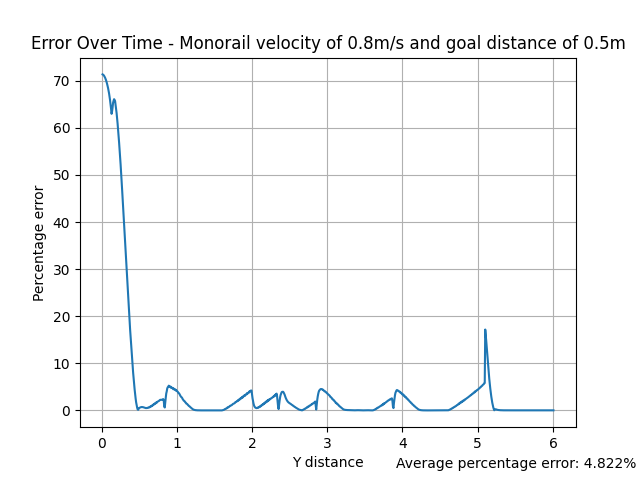 Error Over Time - Monorail velocity of 0.8m/s and goal distance of 0.5m
70
60
50
40
30
20
10
0
Percentage error
0 1 2 3 4 5 6
Y distance
Average percentage error: 4.822%